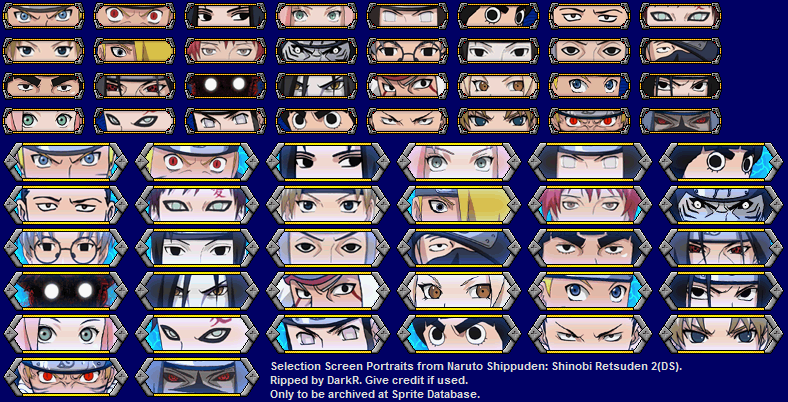 Selection Screen Portraits from Naruto Shippuden: Shinobi Retsuden 2(DS).
Ripped by DarkR. Give credit if used.
Only to be archived at Sprite Database.